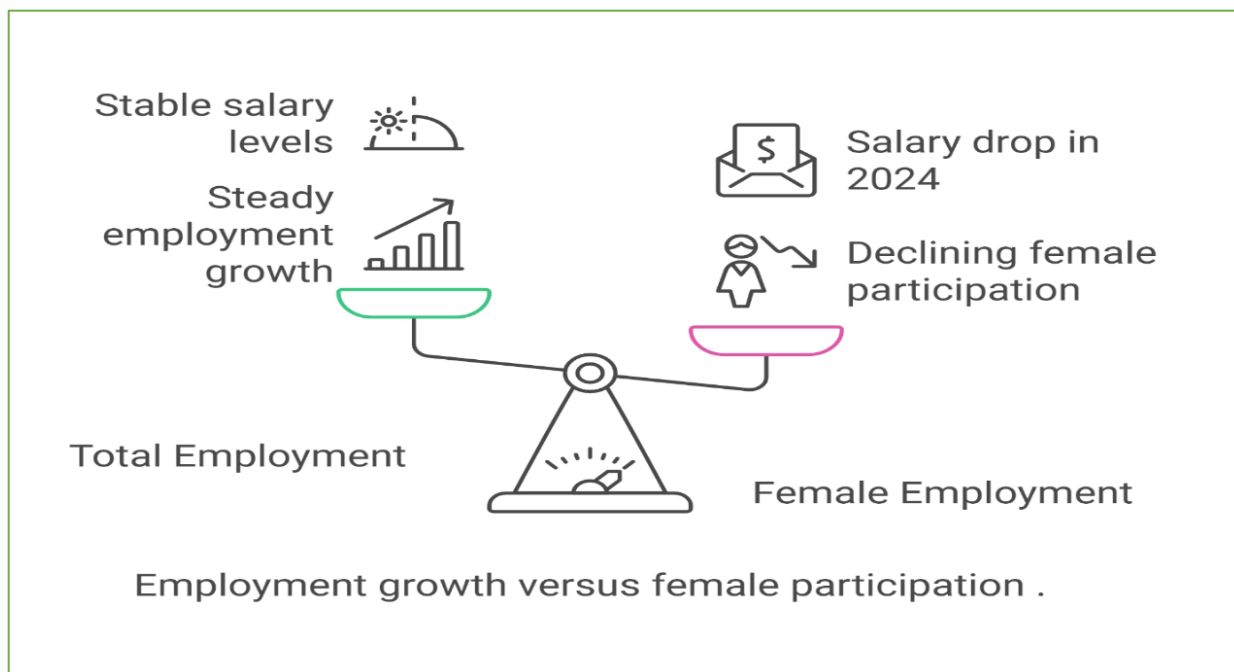 Stable salary
levels
Steady
employment
growth
$
Salary drop in
2024
Declining female
participation
Total Employment
Female Employment
Employment growth versus female participation .